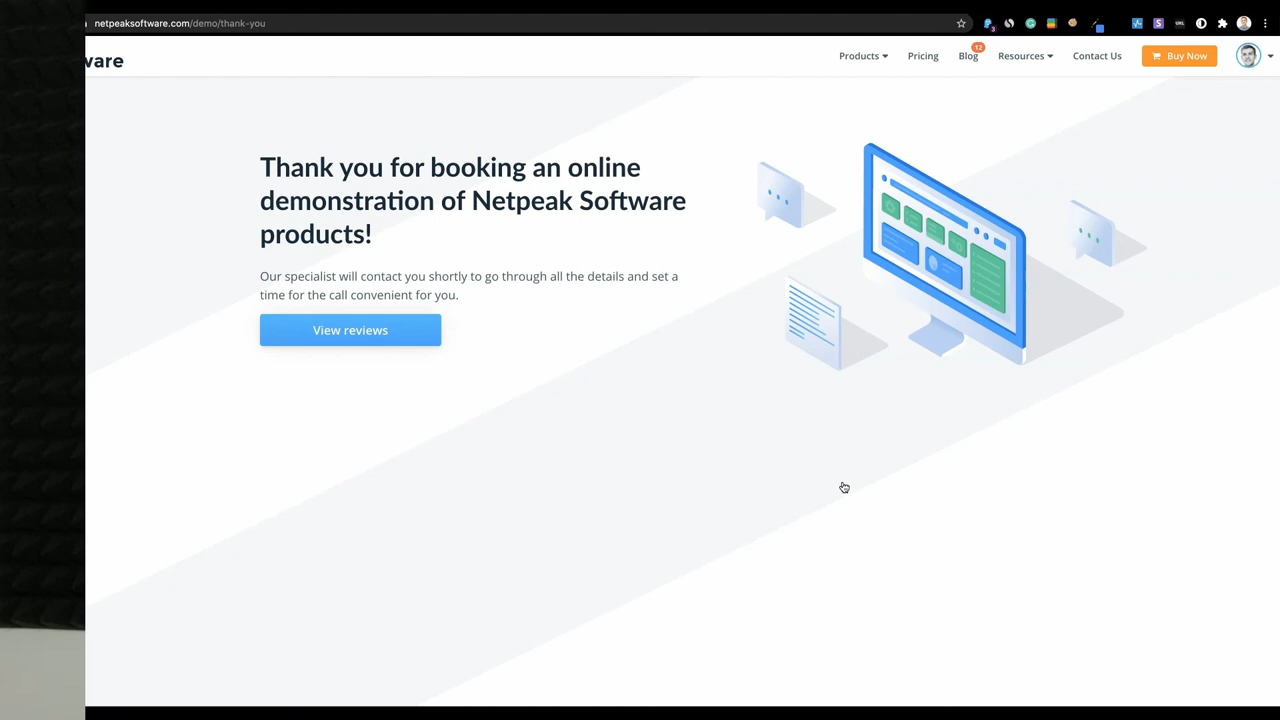 netpeaksoftware.com/demo/thank-you
ware
Products
Pricing
Blog
12
Resources
Contact Us
Buy Now
Thank you for booking an online
demonstration of Netpeak Software
products!
Our specialist will contact you shortly to go through all the details and set a
time for the call convenient for you.
View reviews